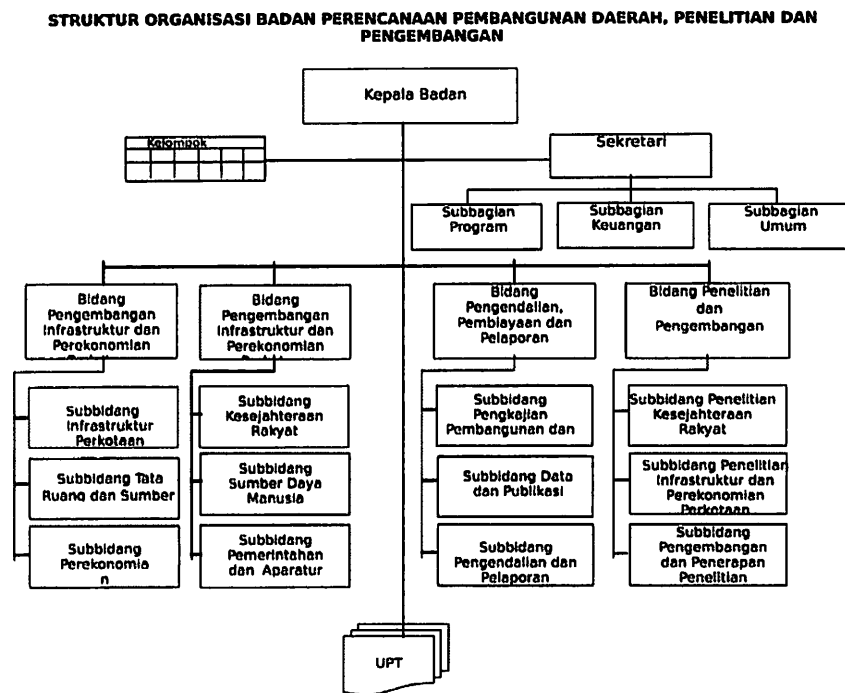 STRUKTUR ORGANISASI BADAN PERENCANAAN PEMBANGUNAN DAERAH, PENELITIAN DAN
PENGEMBANGAN
Kepala Badan
Kelompok
Sekretari
Subbagian
Program
Subbagian
Keuangan
Subbagian
Umum
Bidang
Pengembangan
Infrastruktur dan
Perekonomian
Bidang
Pengembangan
Infrastruktur dan
Perekonomian
Bidang
Pengendalian,
Pembiayaan dan
Pelaporan
Bidang Penelitian
dan
Pengembangan
Subbidang
Infrastruktur
Perkotaan
Subbidang Tata
Ruang dan Sumber
Subbidang
Perekonomia
n
Subbidang
Kesejahteraan
Rakyat
Subbidang
Sumber Daya
Manusia
Subbidang
Pemerintahan
dan Aparatur
Subbidang
Pengkajian
Pembangunan dan
Subbidang Data
dan Publikasi
Subbidang
Pengendalian dan
Pelaporan
Subbidang Penelitian
Kesejahteraan
Rakyat
Subbidang Penelitian
Infrastruktur dan
Perekonomian
Perkotaan
Subbidang
Pengembangan
dan Penerapan
Penelitian
UPT